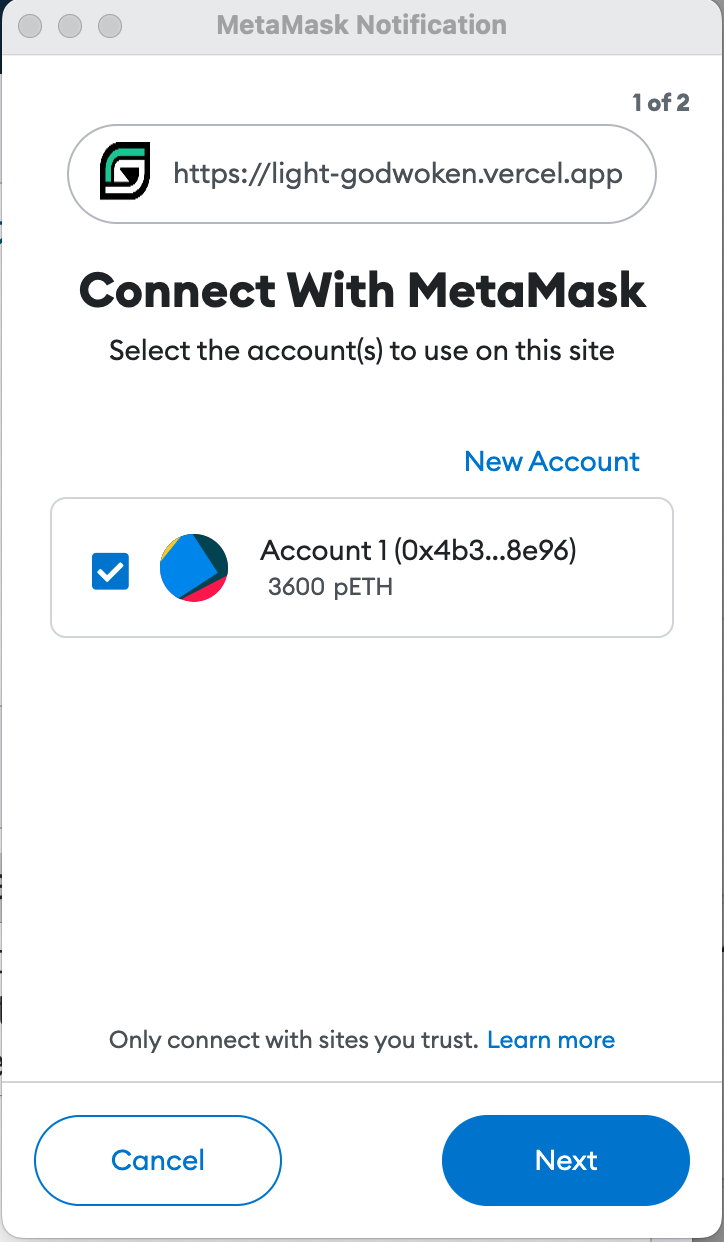 MetaMask Notification
1 of 2
https://light-godwoken.vercel.app
Connect With MetaMask
Select the account(s) to use on this site
New Account
Account 1 (0x4b3...8e96)
3600 pETH
Only connect with sites you trust. Learn more
Cancel
Next